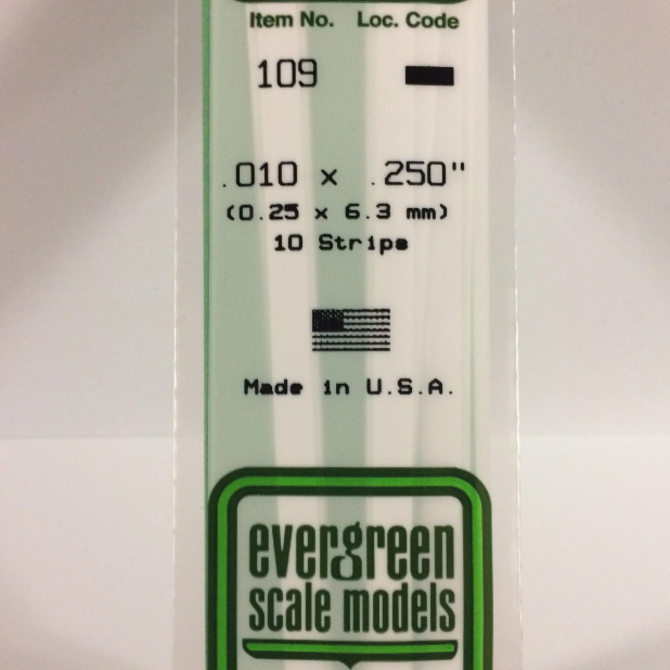 Item No. Loc. Code
109
.010 x .250"
(0.25 x 6.3 mm)
10 Strips
Made in U.S.A.
evergreen
scale models